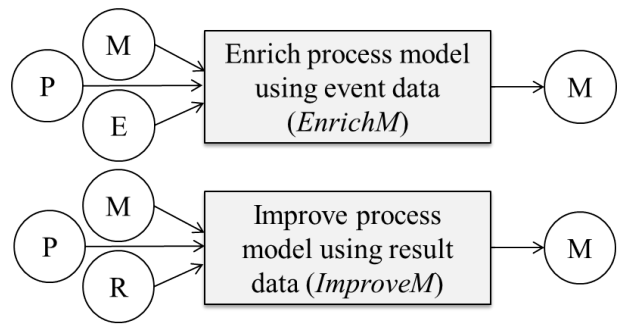 M
P
E
Enrich process model
using event data
(EnrichM)
M
M
P
R
Improve process
model using result
data (ImproveM)
M